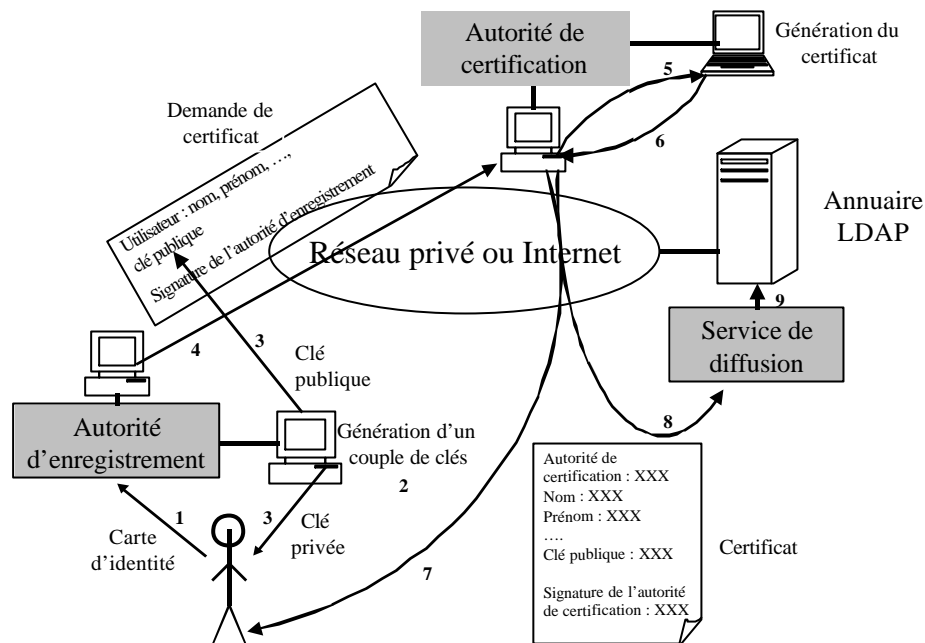 Autorité de
certification
Génération du
certificat
5
6
Demande de
certificat
Utilisateur : nom, prénom, …,
clé publique
Signature de l’autorité d’enregistrement
Annuaire
LDAP
Réseau privé ou Internet
9
Service de
diffusion
4
3
Clé
publique
Autorité
d’enregistrement
Génération d’un
couple de clés
2
8
1
3
Carte
d’identité
Clé
privée
7
Autorité de
certification : XXX
Nom : XXX
Prénom : XXX
….
Clé publique : XXX
Signature de l’autorité
de certification : XXX
Certificat